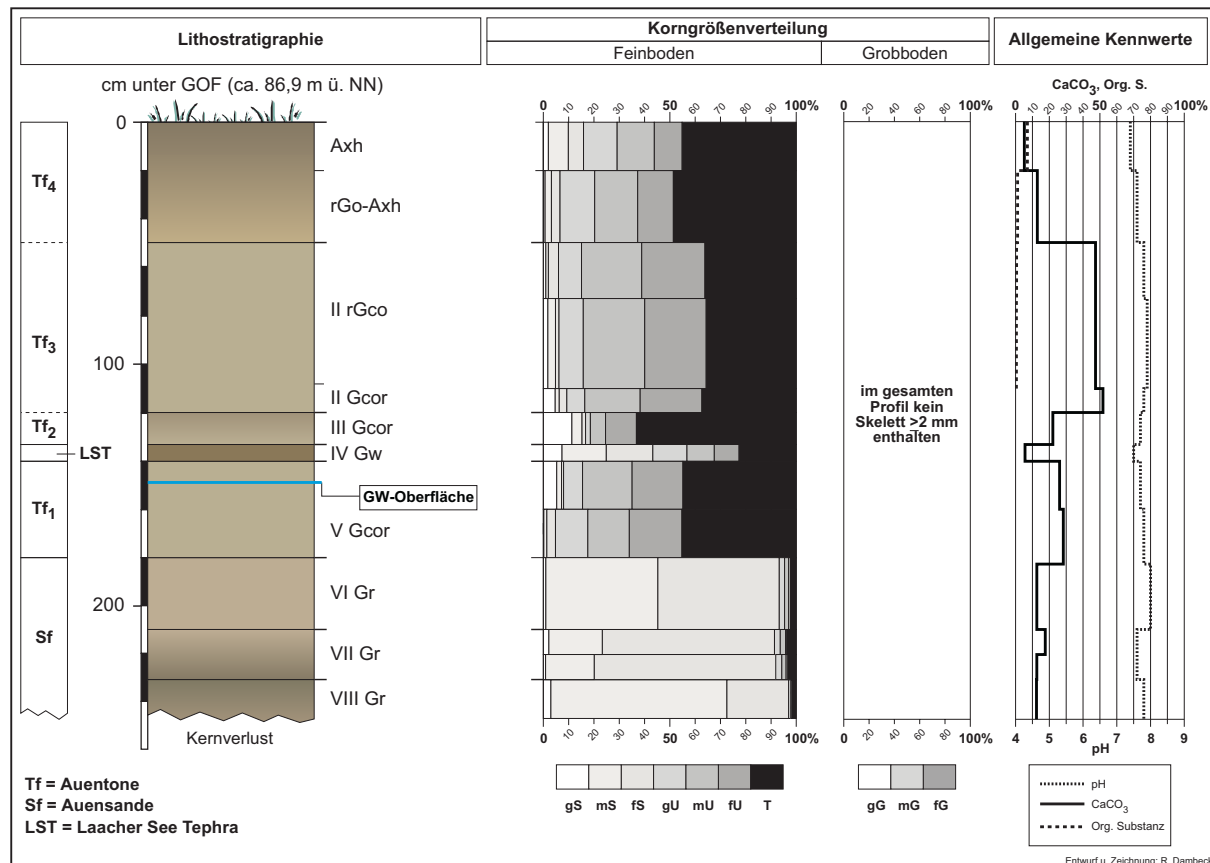 Lithostratigraphie
Korngrößenverteilung
Feinboden
Grobboden
Allgemeine Kennwerte
cm unter GOF (ca. 86,9 m ü. NN)
CaCO3, Org. S.
0 10 20 30 40 50 60 70 80 100%
0 20 40 60 80 100%
0 10 20 30 40 50 60 70 80 90 100%
0
100
200
Tf4
Tf3
Tf2
LST
Tf1
Sf
Axh
rGo-Axh
II rGco
II Gcor
III Gcor
IV Gw
GW-Oberfläche
V Gcor
VI Gr
VII Gr
VIII Gr
Kernverlust
im gesamten
Profil kein
Skelett >2 mm
enthalten
0 10 20 30 40 50 60 70 80 100%
0 20 40 60 80 100%
4 5 6 7 8 9
pH
Tf = Auentone
Sf = Auensande
LST = Laacher See Tephra
gS mS fS gU mU fU T
gG mG fG
pH
CaCO3
Org. Substanz
Entwurf u. Zeichnung: R. Dambeck